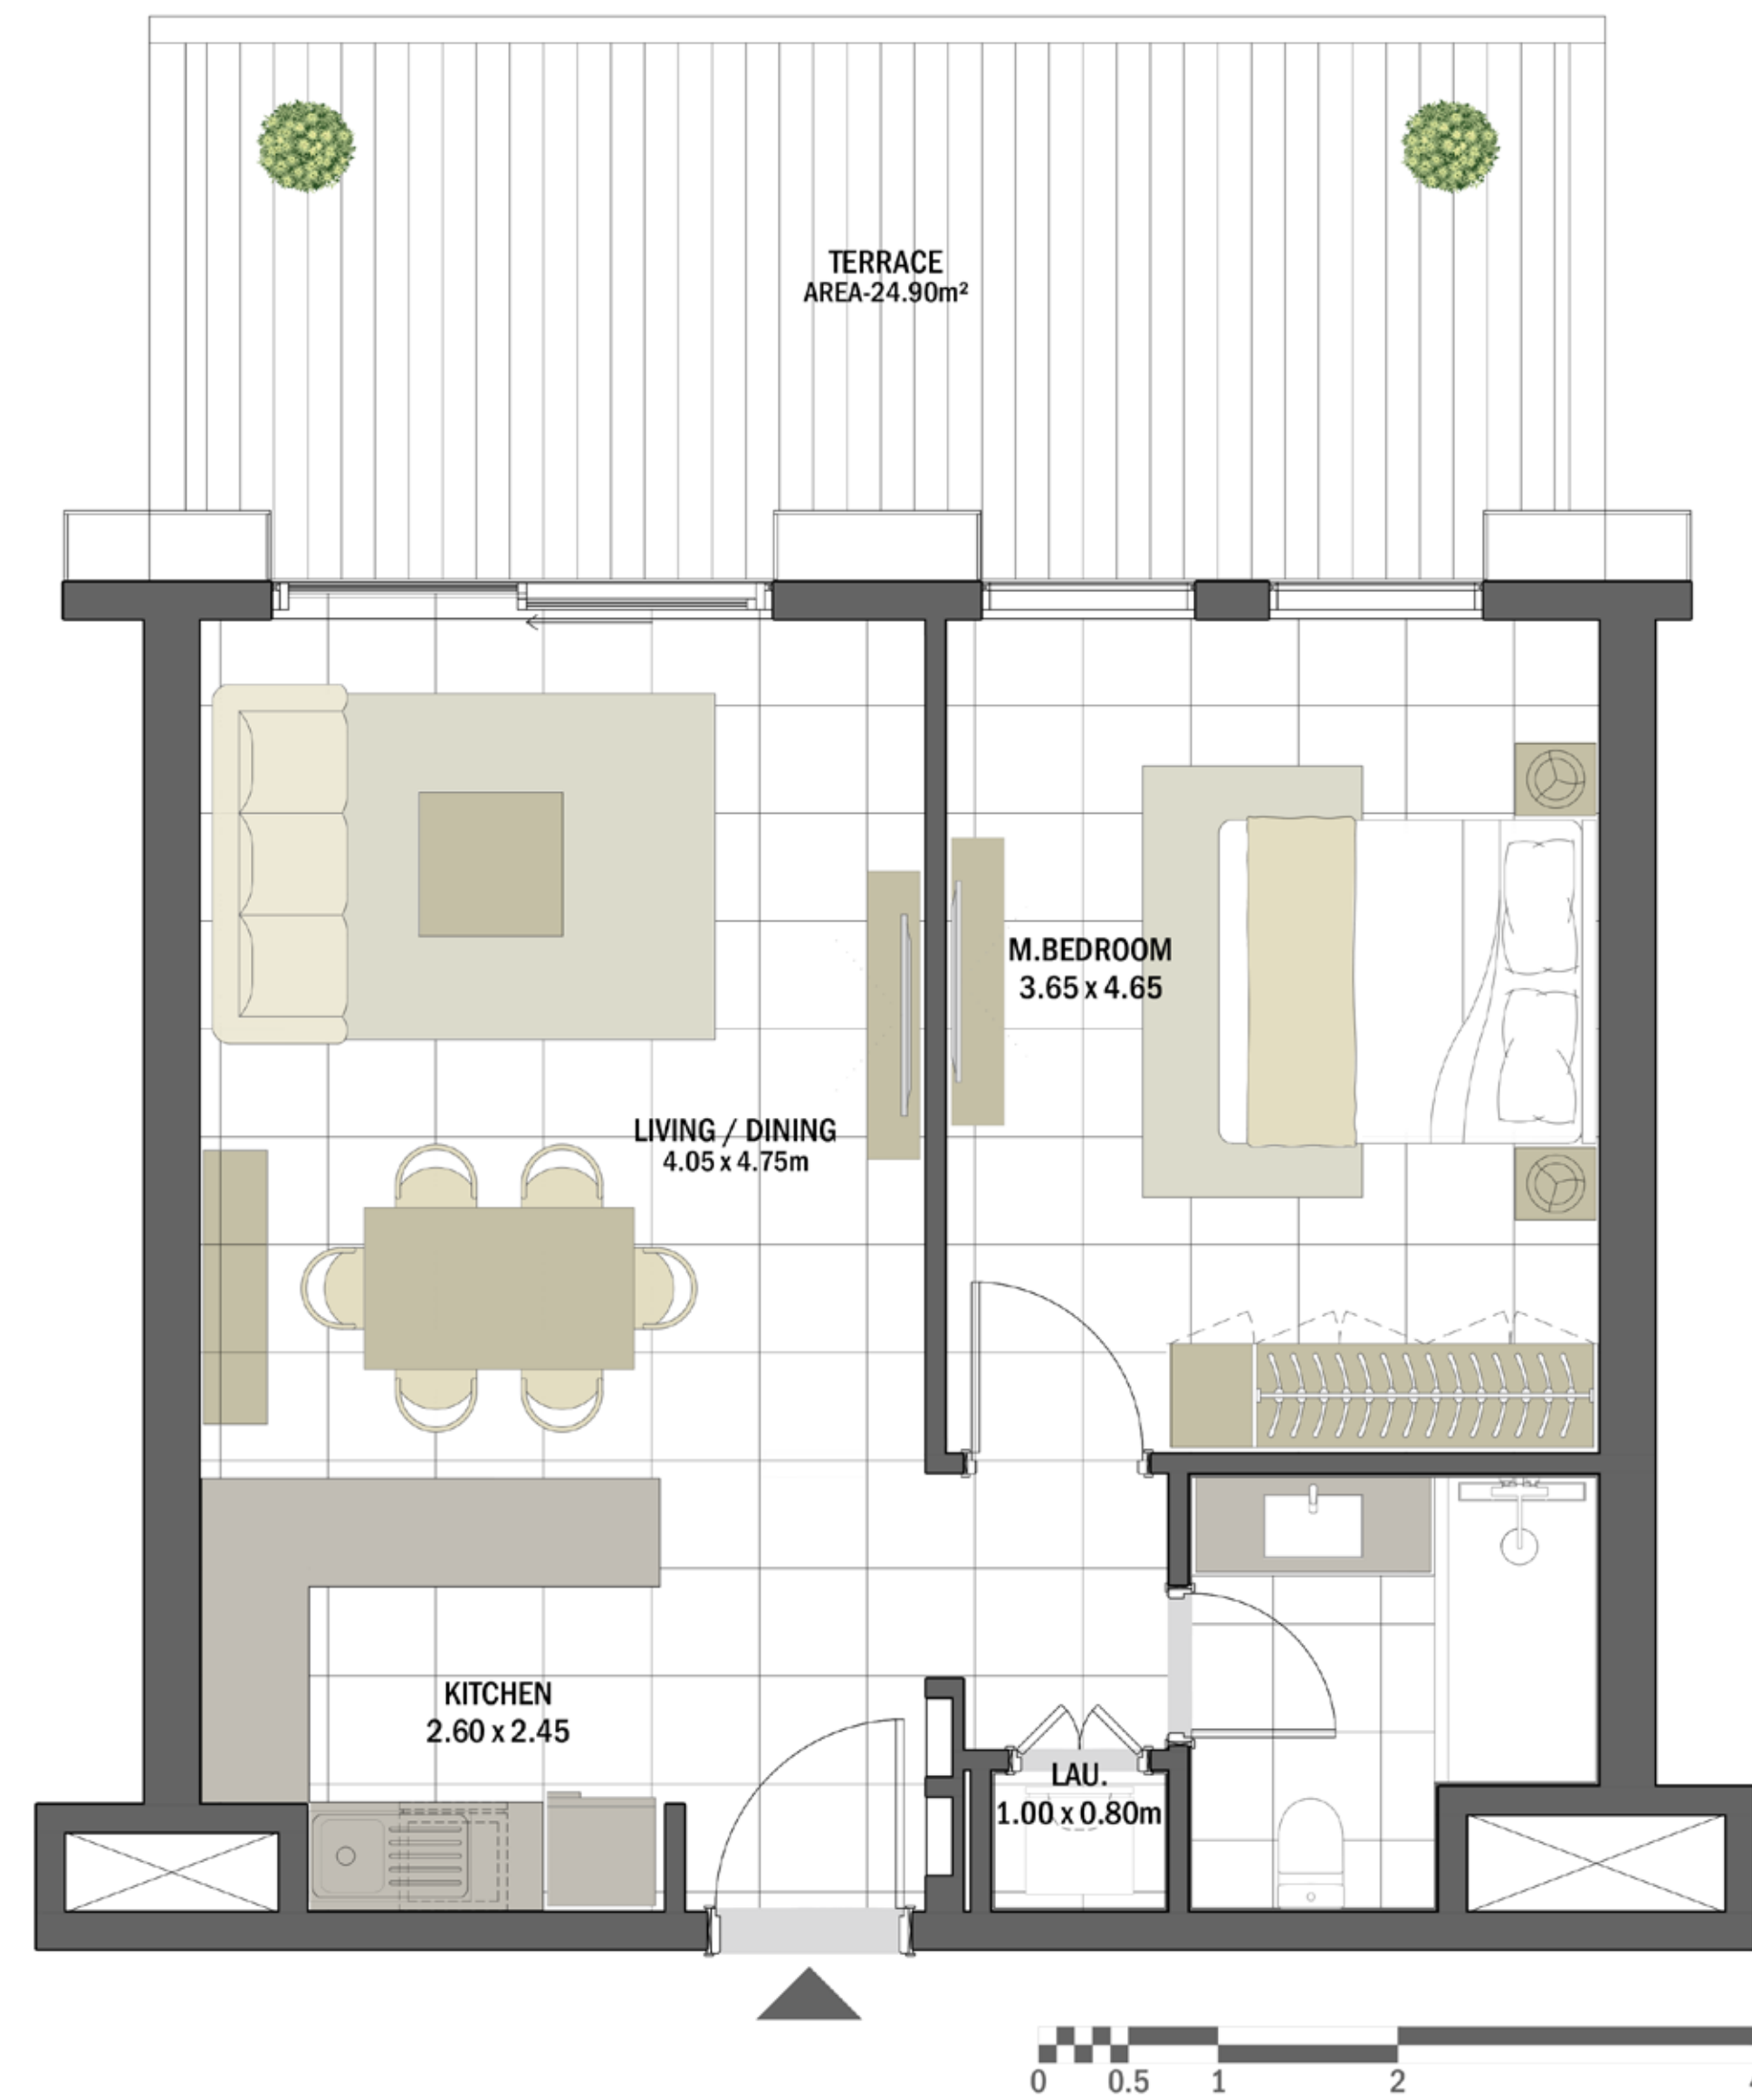 TERRACE
AREA-24.90m²
M.BEDROOM
3.65 x 4.65
LIVING / DINING
4.05 x 4.75m
KITCHEN
2.60 x 2.45
LAU.
1.00 x 0.80m
0 0.5 1 2